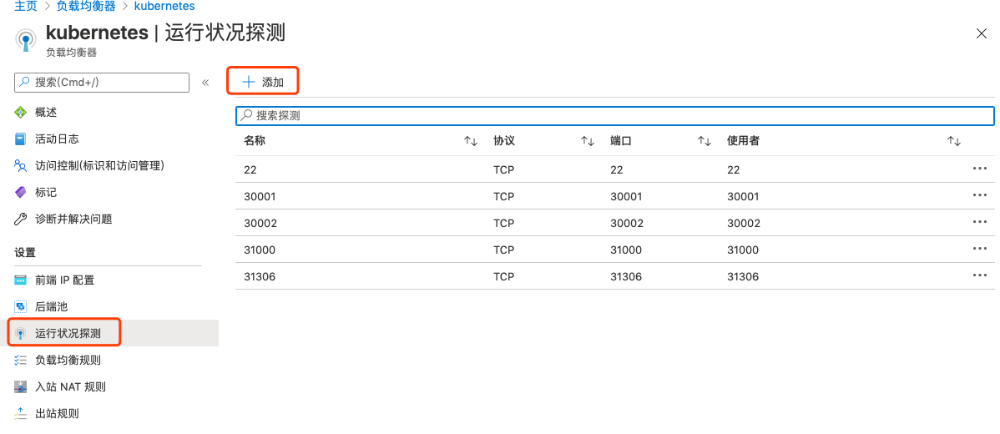 主页 > 负载均衡器 > kubernetes
kubernetes | 运行状况探测
负载均衡器
搜索(Cmd+/)
«
添加
概述
活动日志
访问控制(标识和访问管理)
标记
诊断并解决问题
设置
前端 IP 配置
后端池
运行状况探测
负载均衡规则
入站 NAT 规则
出站规则
搜索探测
名称 ↑↓ 协议 ↑↓ 端口 ↑↓ 使用者 ↑↓
22 TCP 22 22
30001 TCP 30001 30001
30002 TCP 30002 30002
31000 TCP 31000 31000
31306 TCP 31306 31306